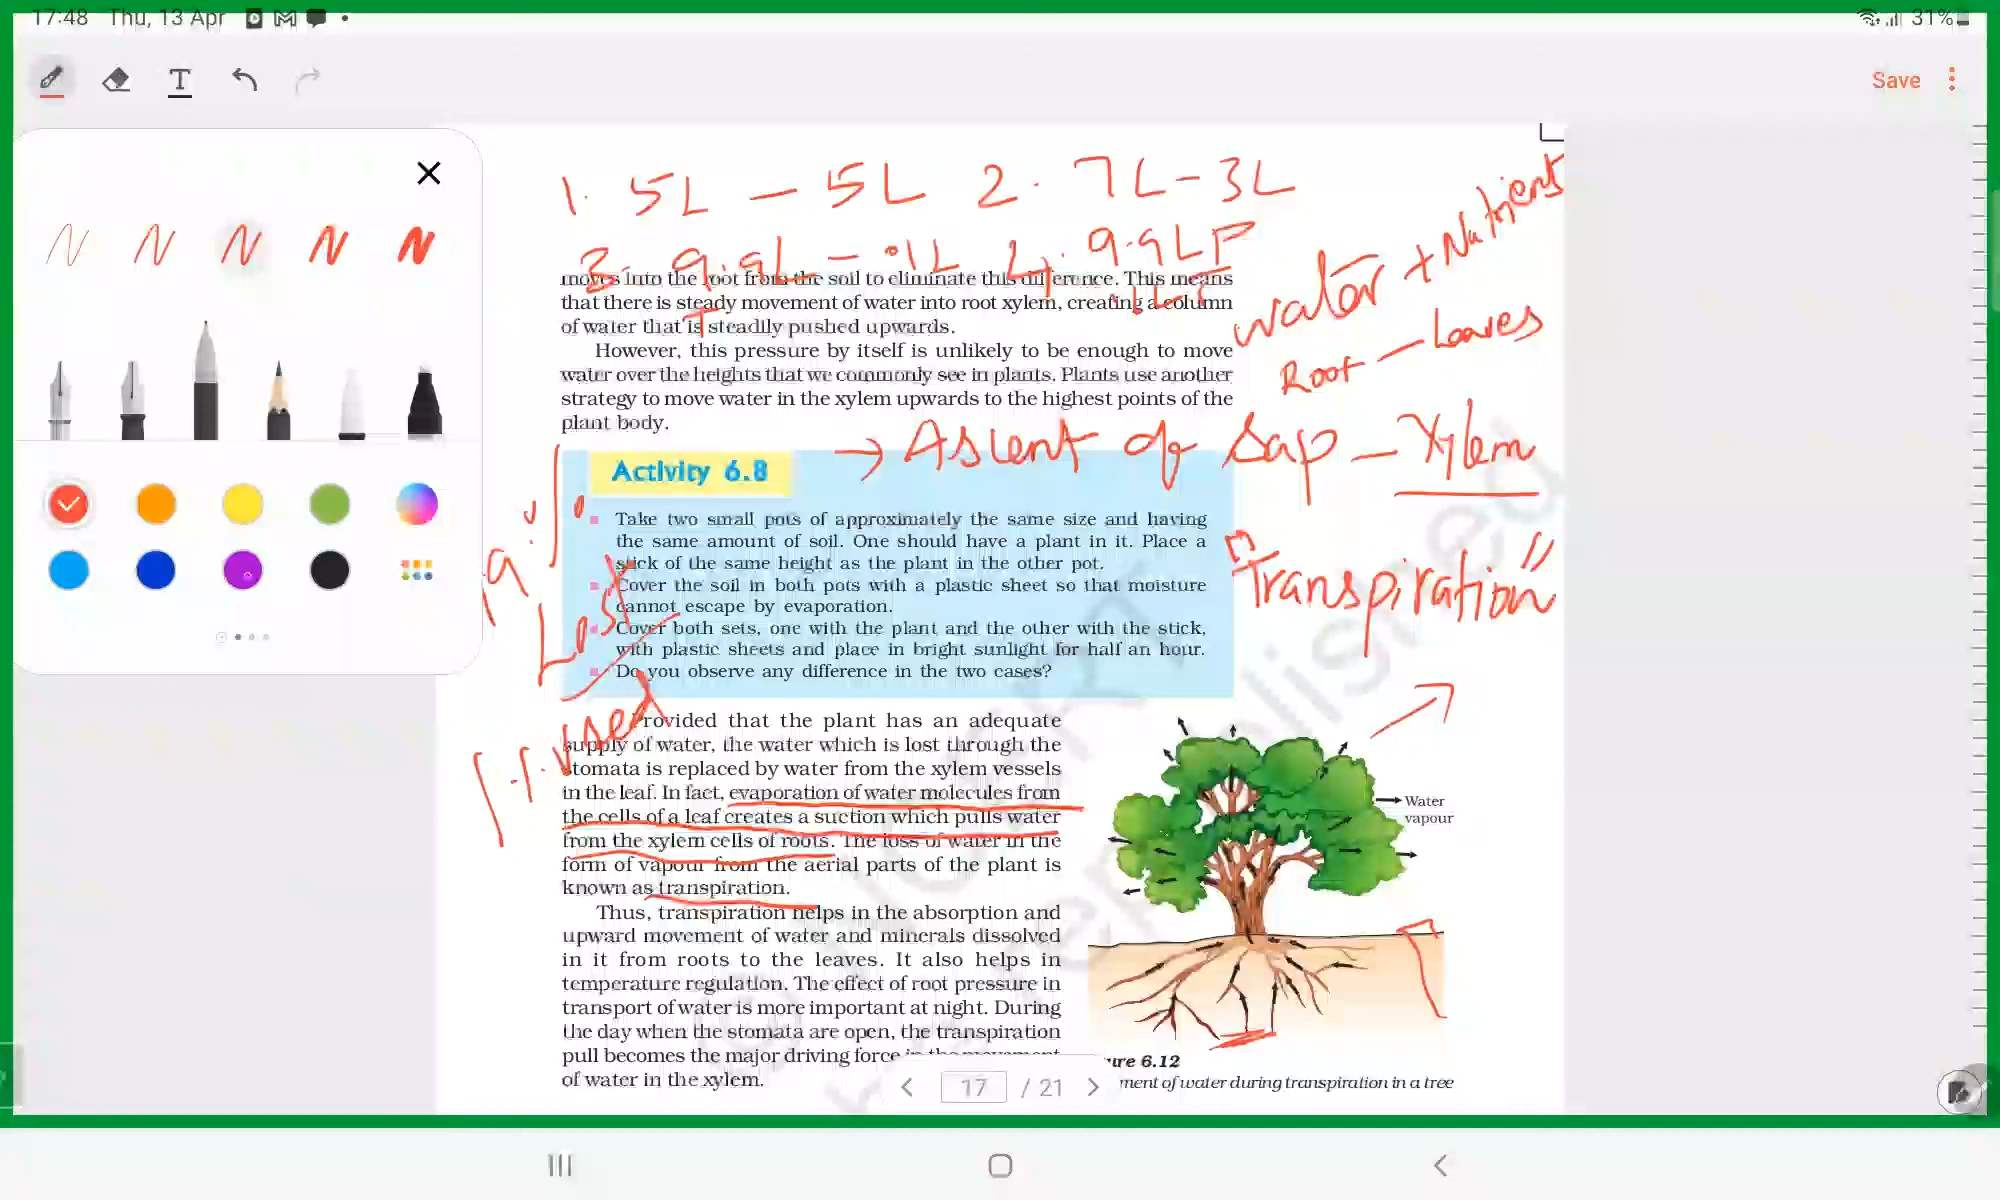 17:48 Thu, 13 Apr
31%
T
Save
1. 5L - 5L 2. 7L-3L
3. 9.9L - .1L 4. 9.9L P
.1L T
T
Water + Nutrient
Root - Leaves
moves into the root from the soil to eliminate this difference. This means
that there is steady movement of water into root xylem, creating a column
of water that is steadily pushed upwards.
However, this pressure by itself is unlikely to be enough to move
water over the heights that we commonly see in plants. Plants use another
strategy to move water in the xylem upwards to the highest points of the
plant body.
→ Ascent of Sap - Xylem
Activity 6.8
Take two small pots of approximately the same size and having
the same amount of soil. One should have a plant in it. Place a
stick of the same height as the plant in the other pot.
Cover the soil in both pots with a plastic sheet so that moisture
cannot escape by evaporation.
Cover both sets, one with the plant and the other with the stick,
with plastic sheets and place in bright sunlight for half an hour.
Do you observe any difference in the two cases?
"Transpiration"
Lost
used
Provided that the plant has an adequate
supply of water, the water which is lost through the
stomata is replaced by water from the xylem vessels
in the leaf. In fact, evaporation of water molecules from
the cells of a leaf creates a suction which pulls water
from the xylem cells of roots. The loss of water in the
form of vapour from the aerial parts of the plant is
known as transpiration.
Thus, transpiration helps in the absorption and
upward movement of water and minerals dissolved
in it from roots to the leaves. It also helps in
temperature regulation. The effect of root pressure in
transport of water is more important at night. During
the day when the stomata are open, the transpiration
pull becomes the major driving force in the movement
of water in the xylem.
Water
vapour
ure 6.12
ment of water during transpiration in a tree
17 / 21